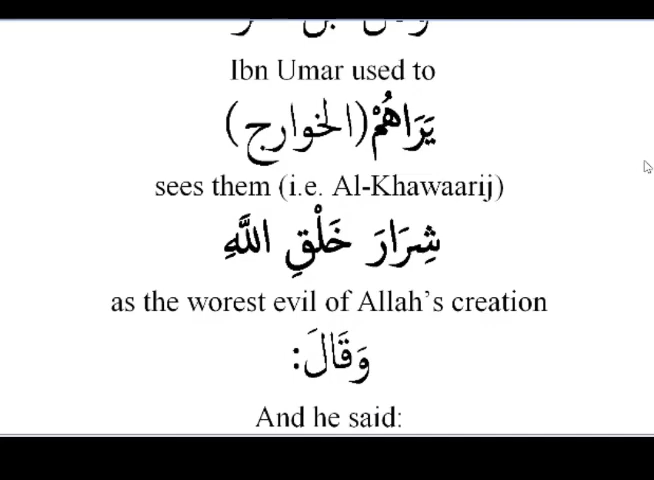 Ibn Umar used to
يَرَاهُمْ(الخوارج)
sees them (i.e. Al-Khawaarij)
شِرَارَ خَلْقِ اللَّهِ
as the worest evil of Allah’s creation
وَقَالَ:
And he said: